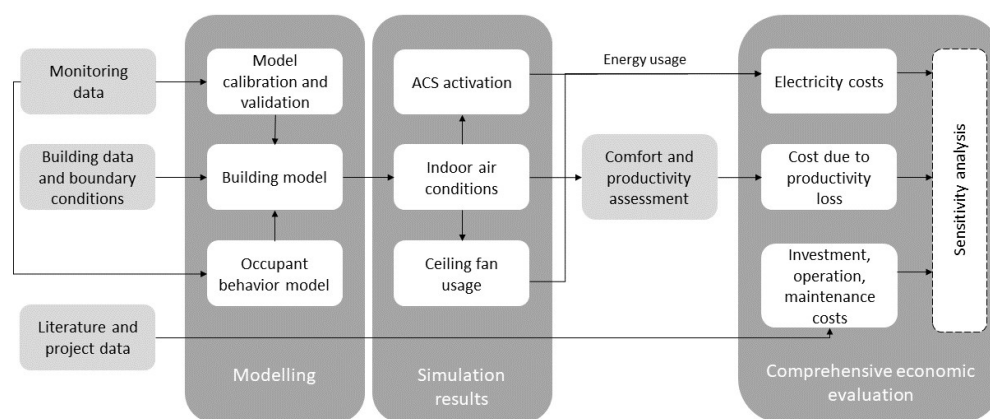 Monitoring
data
Building data
and boundary
conditions
Literature and
project data
Model
calibration and
validation
Building model
Occupant
behavior model
Modelling
ACS activation
Indoor air
conditions
Ceiling fan
usage
Simulation
results
Energy usage
Comfort and
productivity
assessment
Electricity costs
Cost due to
productivity
loss
Investment,
operation,
maintenance
costs
Sensitivity analysis
Comprehensive economic
evaluation